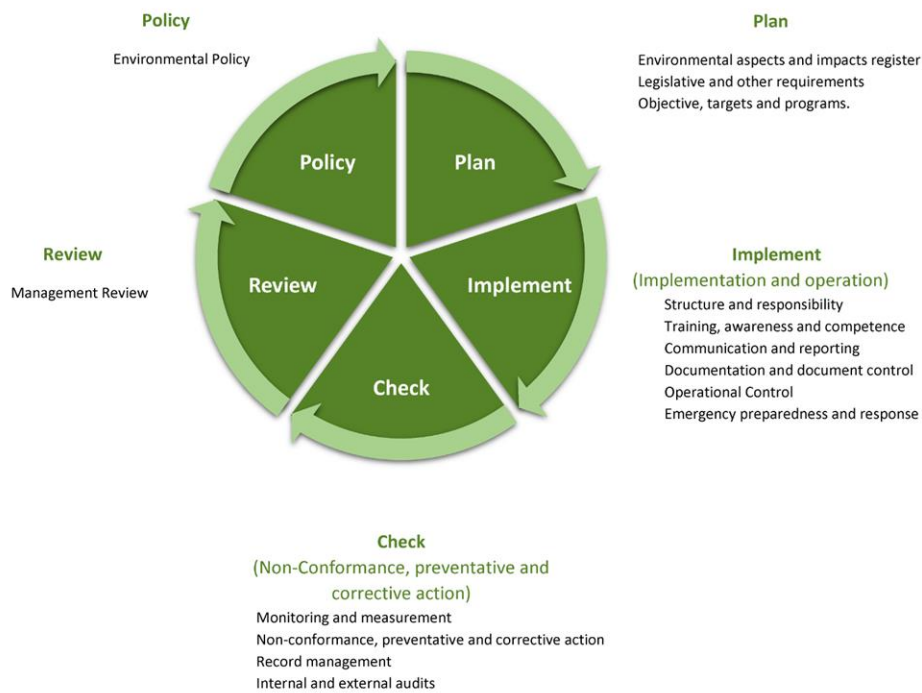 Policy
Environmental Policy
Plan
Environmental aspects and impacts register
Legislative and other requirements
Objective, targets and programs.
Policy
Plan
Review
Implement
Check
Review
Management Review
Implement
(Implementation and operation)
Structure and responsibility
Training, awareness and competence
Communication and reporting
Documentation and document control
Operational Control
Emergency preparedness and response
Check
(Non-Conformance, preventative and
corrective action)
Monitoring and measurement
Non-conformance, preventative and corrective action
Record management
Internal and external audits